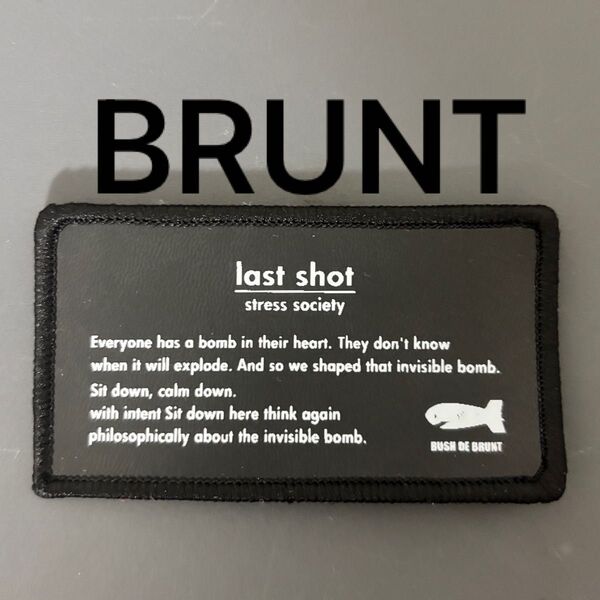 BRUNT
last shot
stress society
Everyone has a bomb in their heart. They don't know
when it will explode. And so we shaped that invisible bomb.
Sit down, calm down.
with intent Sit down here think again
philosophically about the invisible bomb.
RUSH DE BRUNT